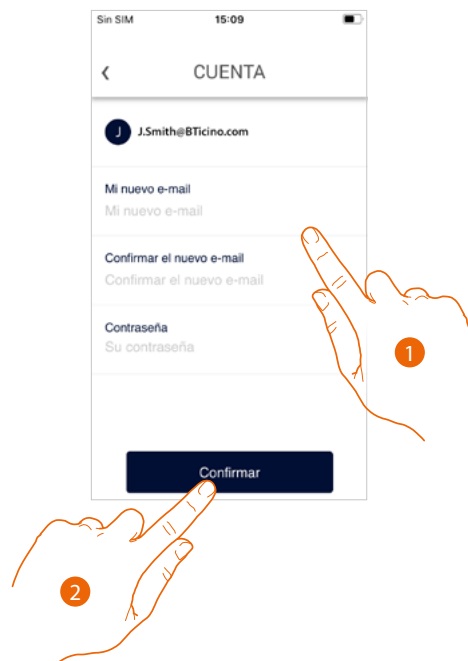 Sin SIM 15:09
CUENTA
J J.Smith@BTicino.com
Mi nuevo e-mail
Mi nuevo e-mail
Confirmar el nuevo e-mail
Confirmar el nuevo e-mail
Contraseña
Su contraseña
1
Confirmar
2